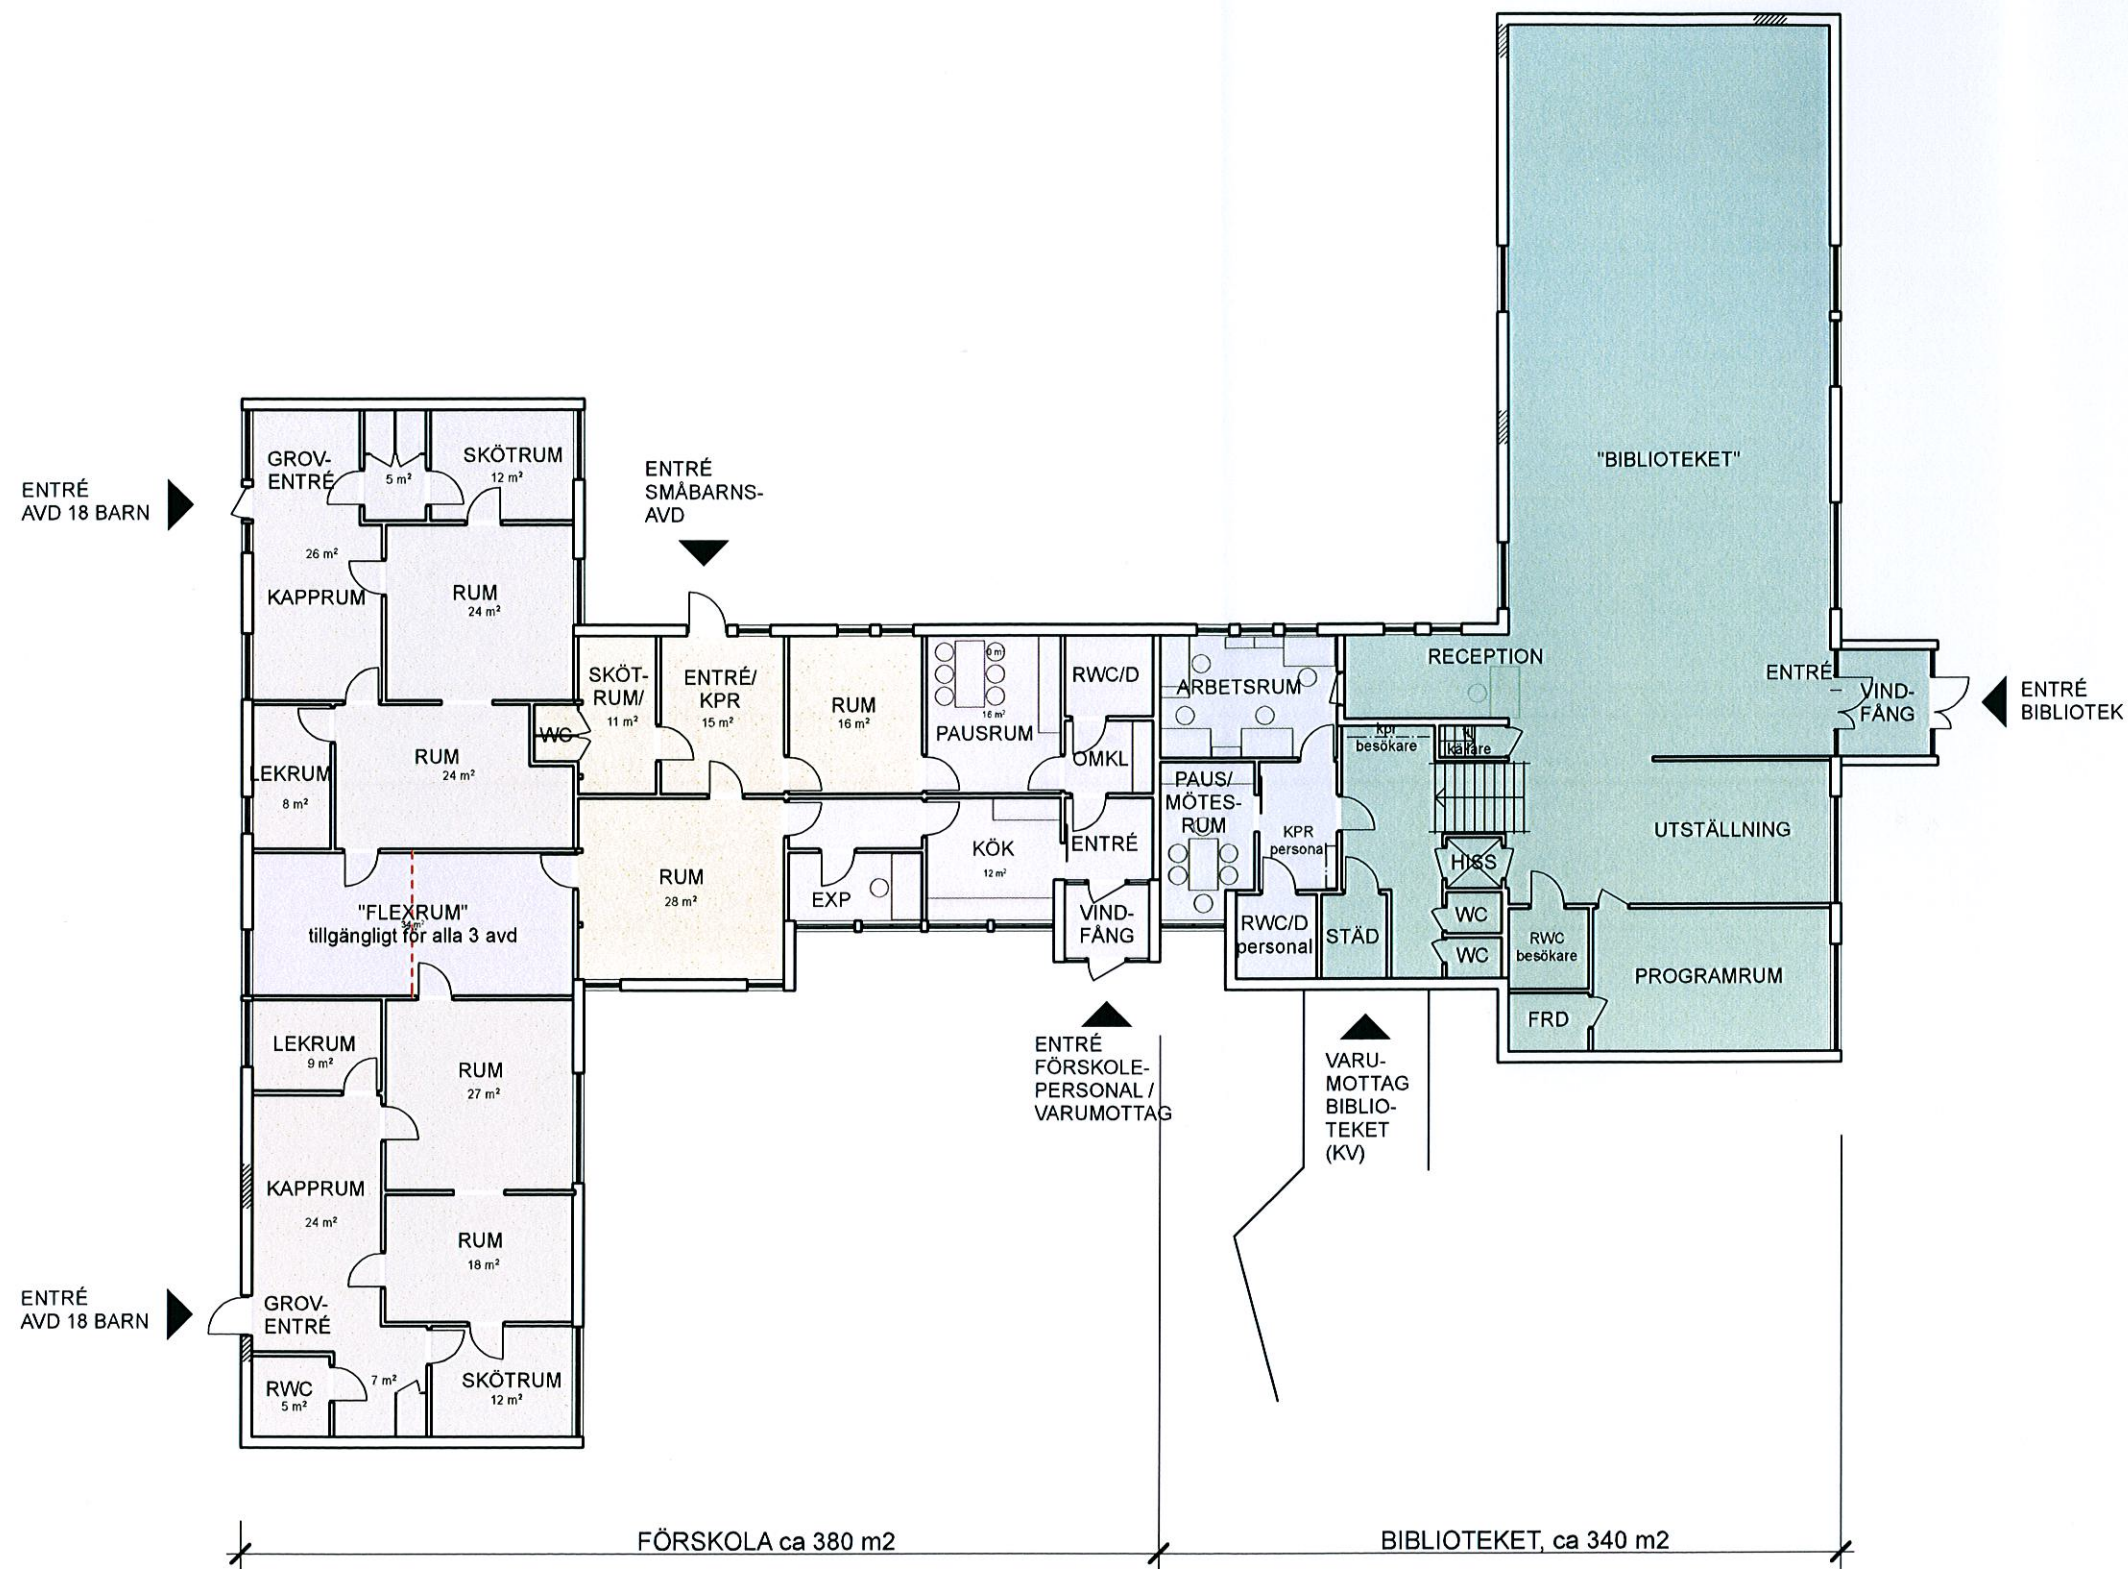 "BIBLIOTEKET"
GROV-
ENTRÉ
5 m²
SKÖTRUM
12 m²
ENTRÉ
AVD 18 BARN
26 m²
KAPPRUM
RUM
24 m²
ENTRÉ
SMÅBARNS-
AVD
SKÖT-
RUM/
11 m²
ENTRÉ/
KPR
15 m²
RUM
16 m²
16 m²
PAUSRUM
RWC/D
OMKL
ARBETSRUM
RECEPTION
ENTRÉ
VIND-
FÅNG
ENTRÉ
BIBLIOTEK
WC
LEKRUM
8 m²
RUM
24 m²
kpr
besökare
källare
PAUS/
MÖTES-
RUM
KPR
personal
UTSTÄLLNING
HISS
KÖK
12 m²
ENTRÉ
RUM
28 m²
EXP
VIND-
FÅNG
"FLEXRUM"
34 m²
tillgängligt för alla 3 avd
RWC/D
personal
STÄD
WC
WC
RWC
besökare
PROGRAMRUM
FRD
LEKRUM
9 m²
RUM
27 m²
ENTRÉ
FÖRSKOLE-
PERSONAL /
VARUMOTTAG
VARU-
MOTTAG
BIBLIO-
TEKET
(KV)
KAPPRUM
24 m²
RUM
18 m²
ENTRÉ
AVD 18 BARN
GROV-
ENTRÉ
RWC
5 m²
7 m²
SKÖTRUM
12 m²
FÖRSKOLA ca 380 m2
BIBLIOTEKET, ca 340 m2